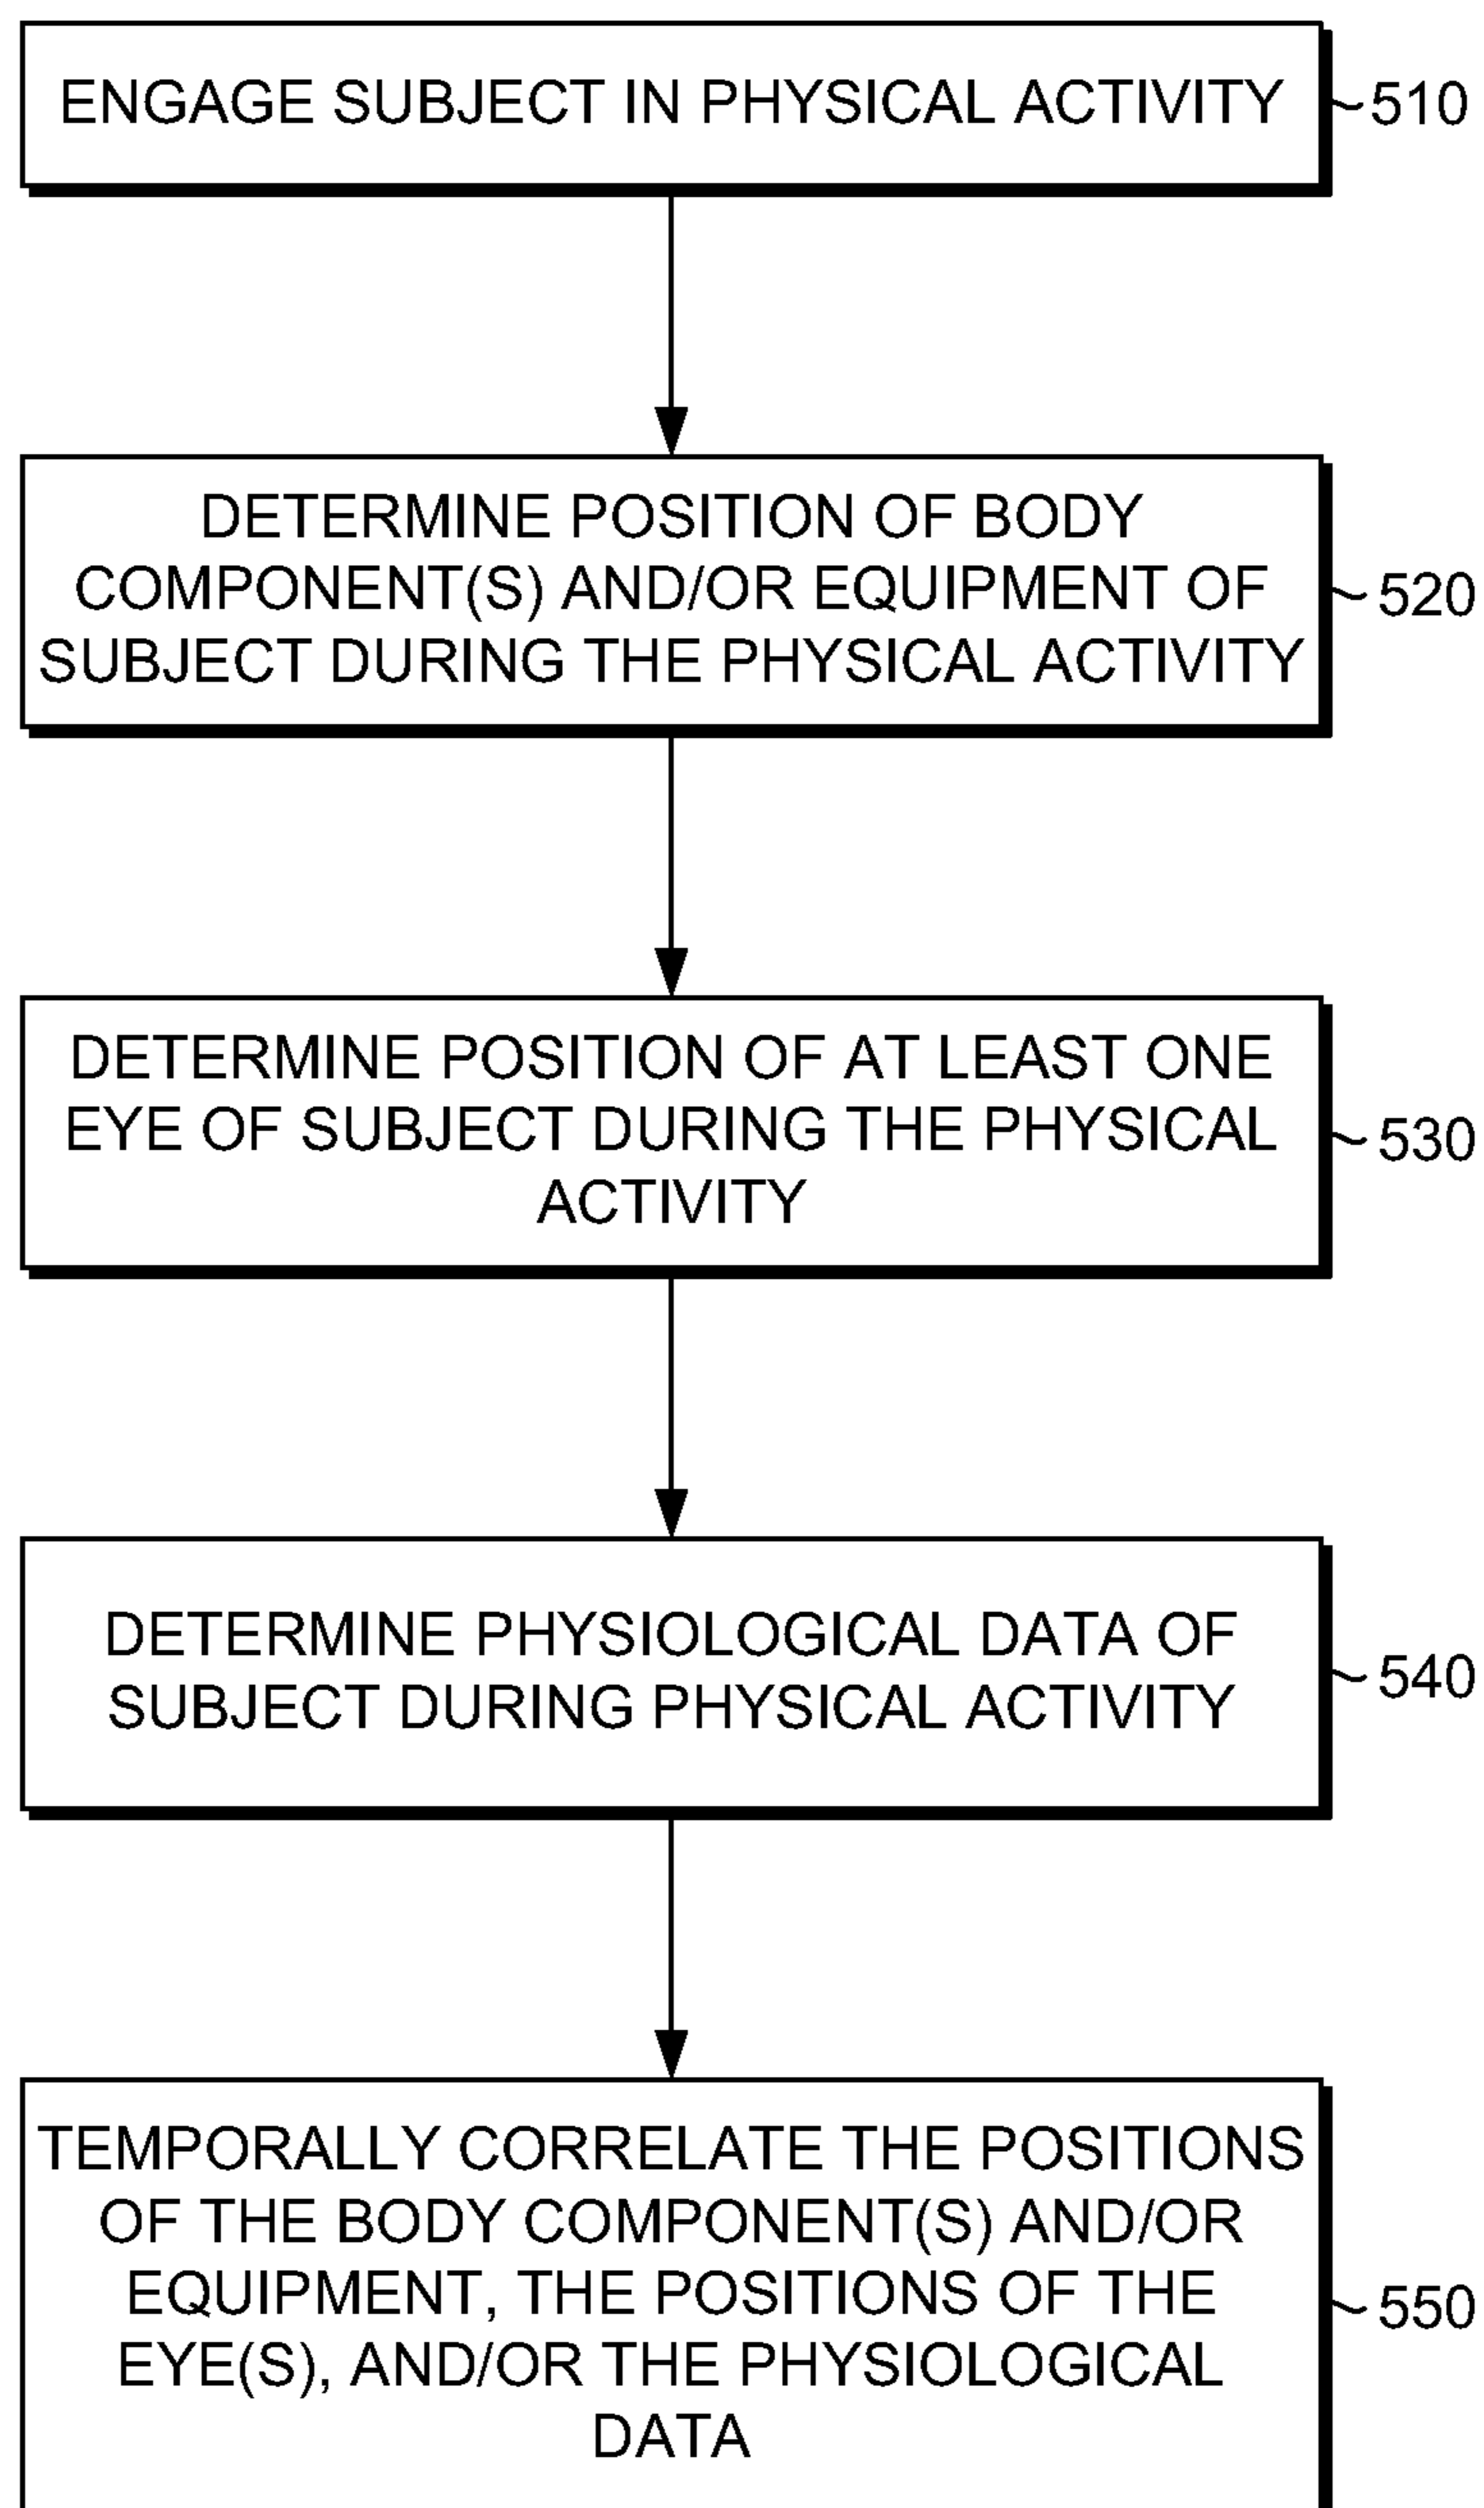 ENGAGE SUBJECT IN PHYSICAL ACTIVITY
510
DETERMINE POSITION OF BODY
COMPONENT(S) AND/OR EQUIPMENT OF
SUBJECT DURING THE PHYSICAL ACTIVITY
520
DETERMINE POSITION OF AT LEAST ONE
EYE OF SUBJECT DURING THE PHYSICAL
ACTIVITY
530
DETERMINE PHYSIOLOGICAL DATA OF
SUBJECT DURING PHYSICAL ACTIVITY
540
TEMPORALLY CORRELATE THE POSITIONS
OF THE BODY COMPONENT(S) AND/OR
EQUIPMENT, THE POSITIONS OF THE
EYE(S), AND/OR THE PHYSIOLOGICAL
DATA
550